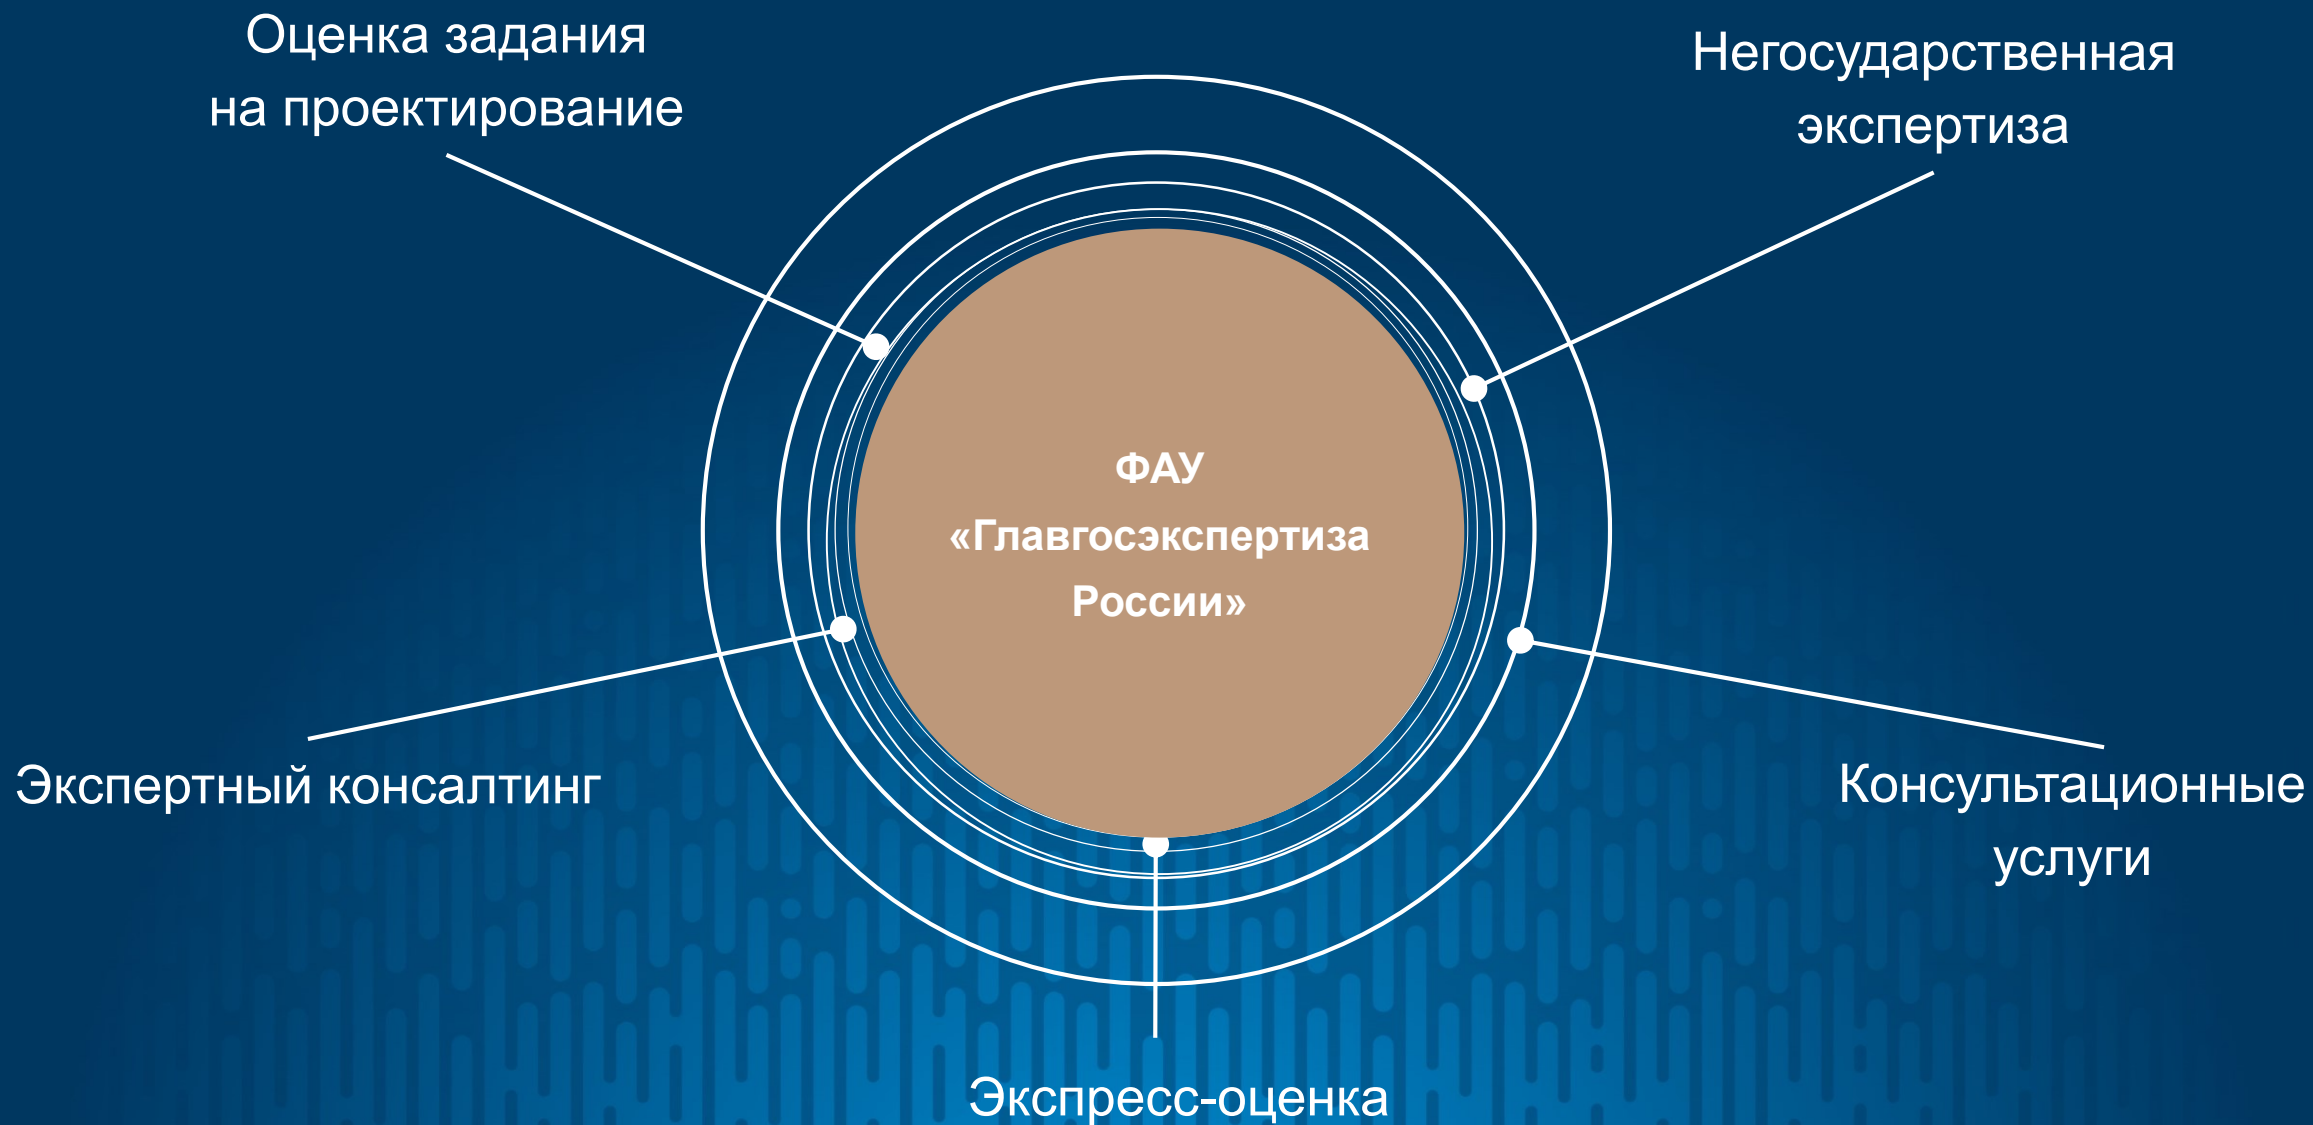 Оценка задания
на проектирование
Негосударственная
экспертиза
ФАУ
«Главгосэкспертиза
России»
Экспертный консалтинг
Консультационные
услуги
Экспресс-оценка